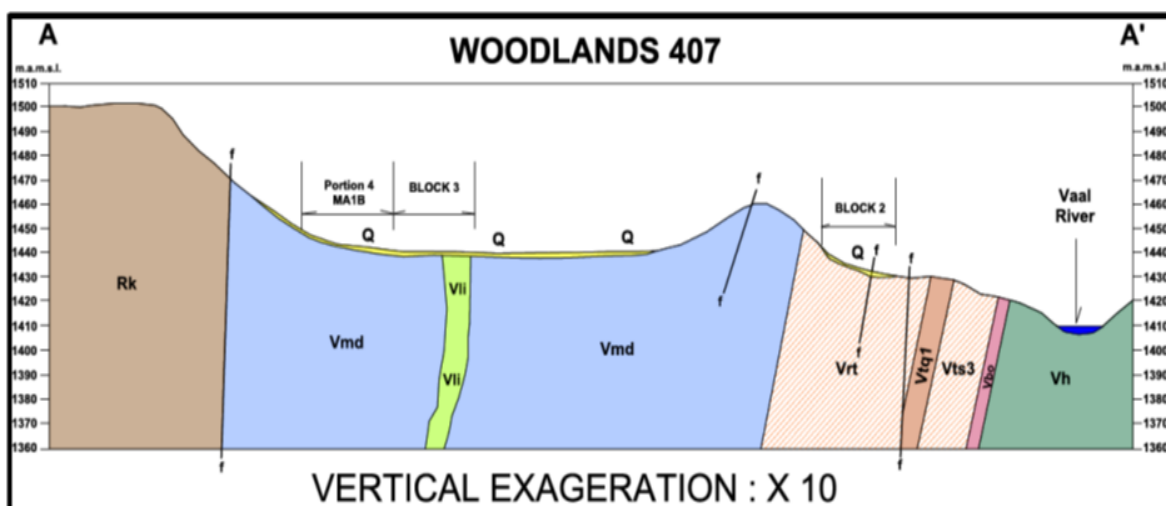 A
A'
WOODLANDS 407
m.a.m.s.l.
m.a.m.s.l.
1510
1500
1490
1480
1470
1460
1450
1440
1430
1420
1410
1400
1390
1380
1370
1360
1510
1500
1490
1480
1470
1460
1450
1440
1430
1420
1410
1400
1390
1380
1370
1360
f
Portion 4
MA1B
BLOCK 3
f
BLOCK 2
Vaal
River
Q
Q
Q
Q
f
f
Rk
Vli
f
Vmd
Vmd
f
Vrt
Vtq1
Vts3
Vbo
Vh
Vli
f
f
VERTICAL EXAGERATION : X 10